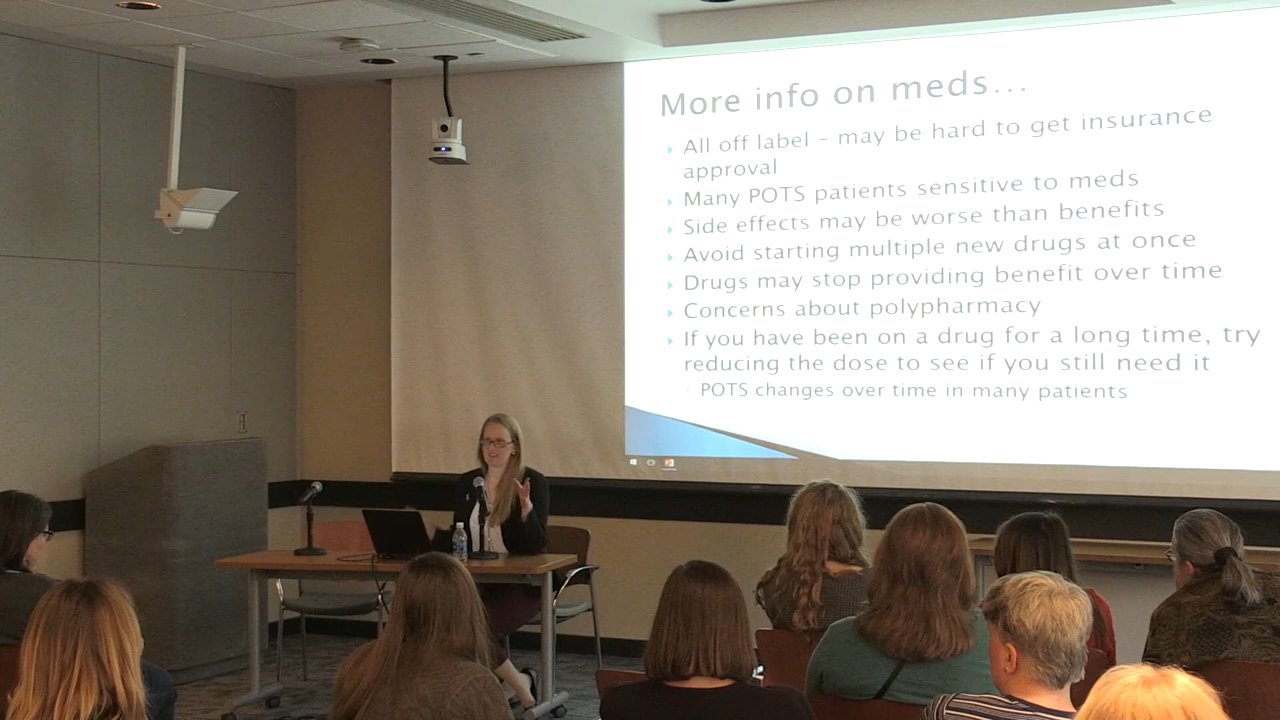 More info on meds...
All off label – may be hard to get insurance
approval
Many POTS patients sensitive to meds
Side effects may be worse than benefits
Avoid starting multiple new drugs at once
Drugs may stop providing benefit over time
Concerns about polypharmacy
If you have been on a drug for a long time, try
reducing the dose to see if you still need it
POTS changes over time in many patients